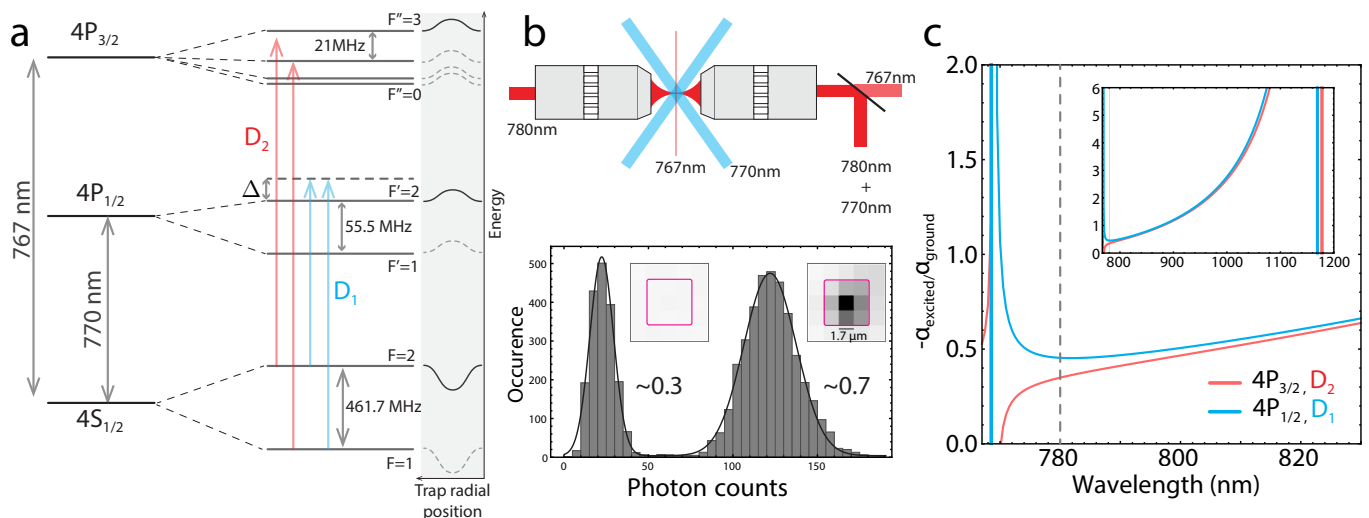 a
4P3/2
F″=3
21MHz
F″=0
D2
767 nm
4P1/2
Δ
F′=2
55.5 MHz
F′=1
770 nm
D1
F=2
461.7 MHz
4S1/2
F=1
Energy
Trap radial
position
b
780nm
767nm
770nm
767nm
780nm
+
770nm
Occurence
500
400
300
200
100
0
~0.3
1.7 μm
~0.7
0
50
100
150
Photon counts
c
-αexcited/αground
2.0
1.5
1.0
0.5
0.0
6
5
4
3
2
1
0
800
900
1000
1100
1200
4P3/2, D2
4P1/2, D1
780
800
820
Wavelength (nm)